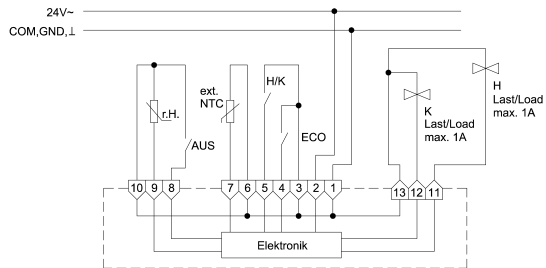 24V~
COM,GND,⊥
r.H.
AUS
ext.
NTC
H/K
ECO
H
Last/Load
max. 1A
K
Last/Load
max. 1A
10 9 8 7 6 5 4 3 2 1 13 12 11
Elektronik